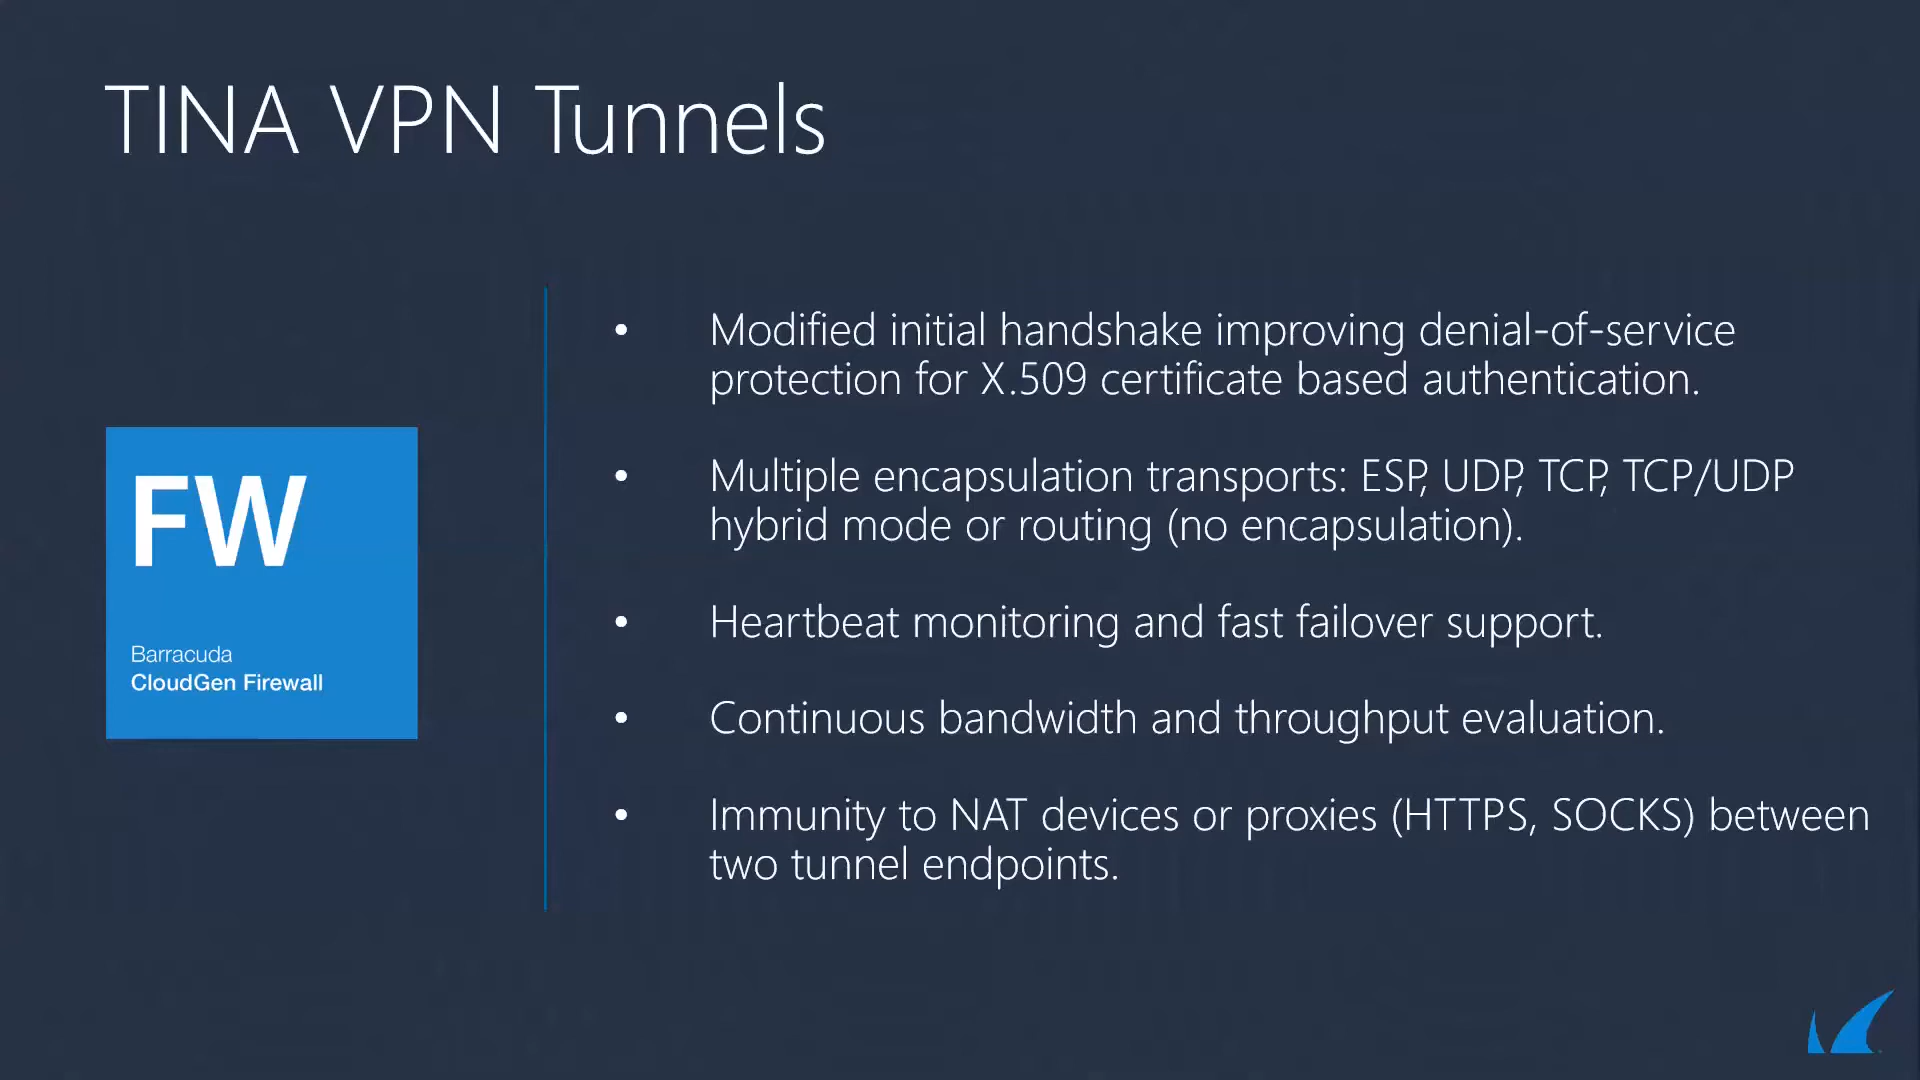 TINA VPN Tunnels
FW
Barracuda
CloudGen Firewall
• Modified initial handshake improving denial-of-service
protection for X.509 certificate based authentication.
• Multiple encapsulation transports: ESP, UDP, TCP, TCP/UDP
hybrid mode or routing (no encapsulation).
• Heartbeat monitoring and fast failover support.
• Continuous bandwidth and throughput evaluation.
• Immunity to NAT devices or proxies (HTTPS, SOCKS) between
two tunnel endpoints.